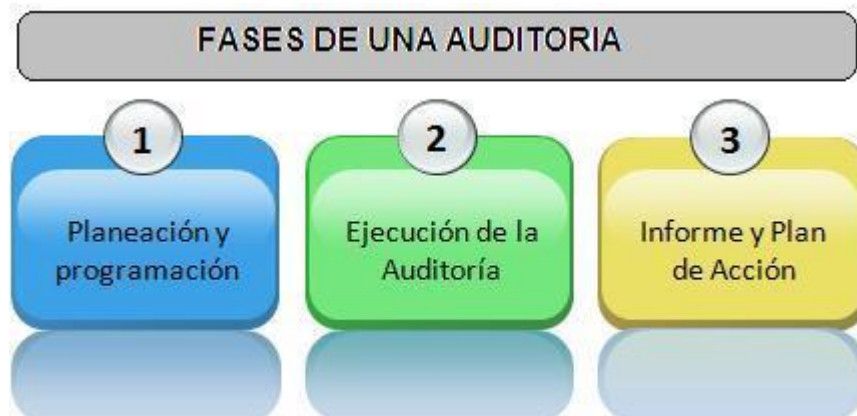 FASES DE UNA AUDITORIA
1
Planeación y
programación
2
Ejecución de la
Auditoría
3
Informe y Plan
de Acción